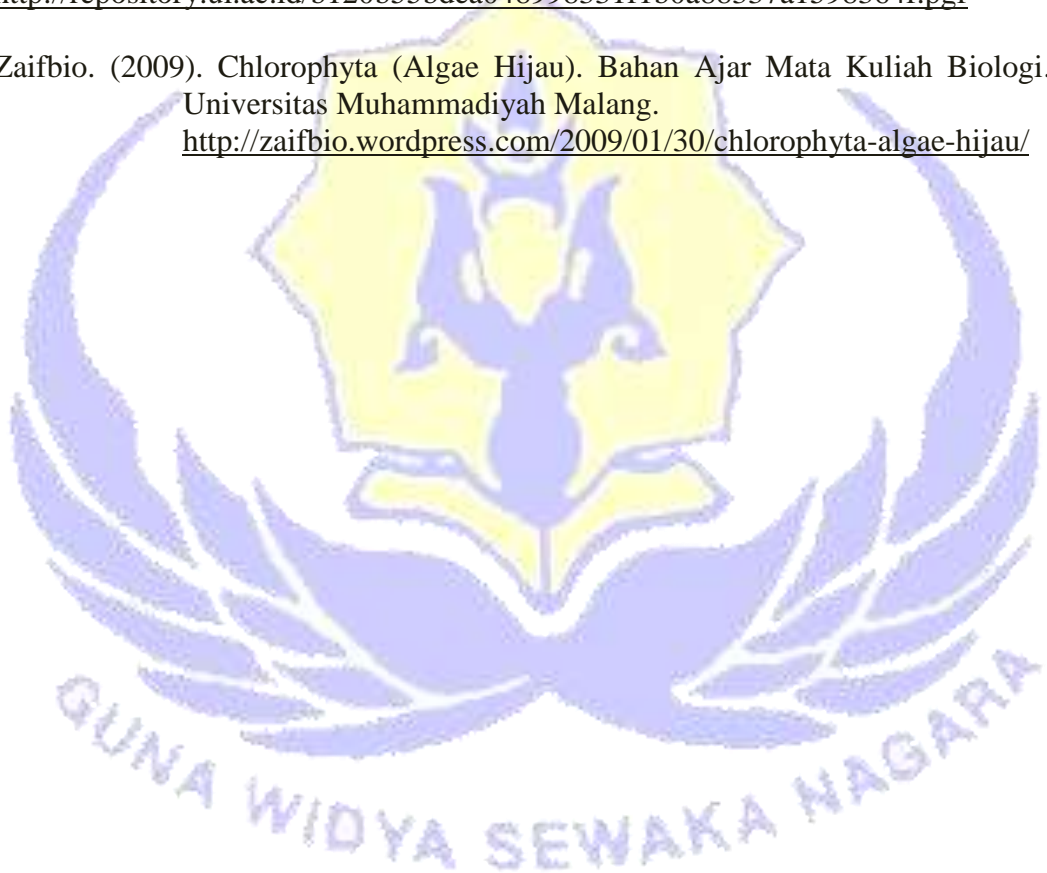 Zaifbio. (2009). Chlorophyta (Algae Hijau). Bahan Ajar Mata Kuliah Biologi.
Universitas Muhammadiyah Malang.
http://zaifbio.wordpress.com/2009/01/30/chlorophyta-algae-hijau/
GUNA WIDYA SEWAKA NAGARA